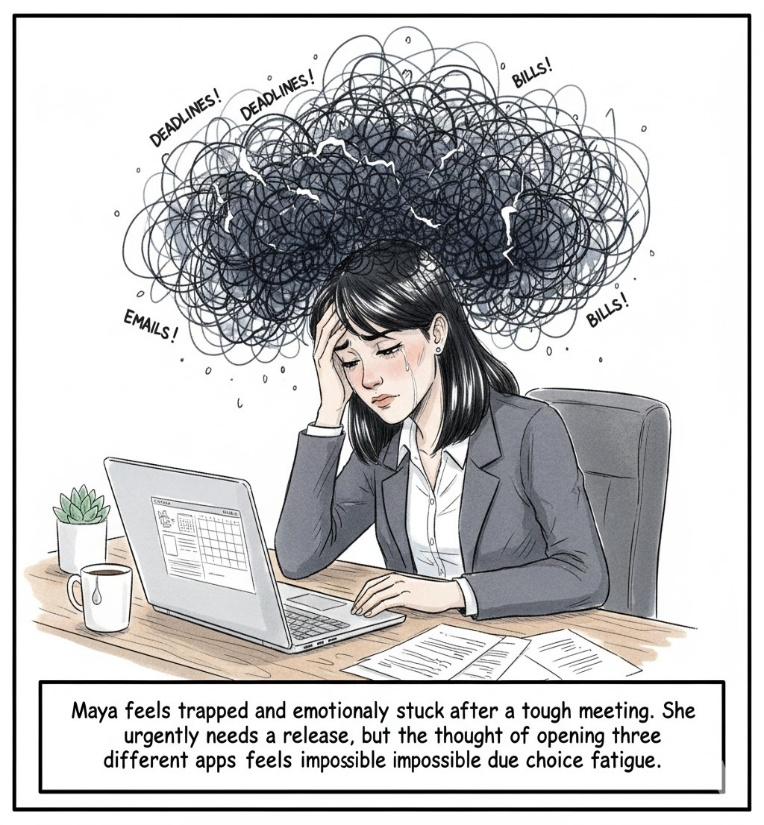 DEADLINES!
DEADLINES!
BILLS!
EMAILS!
BILLS!
Maya feels trapped and emotionaly stuck after a tough meeting. She
urgently needs a release, but the thought of opening three
different apps feels impossible impossible due choice fatigue.